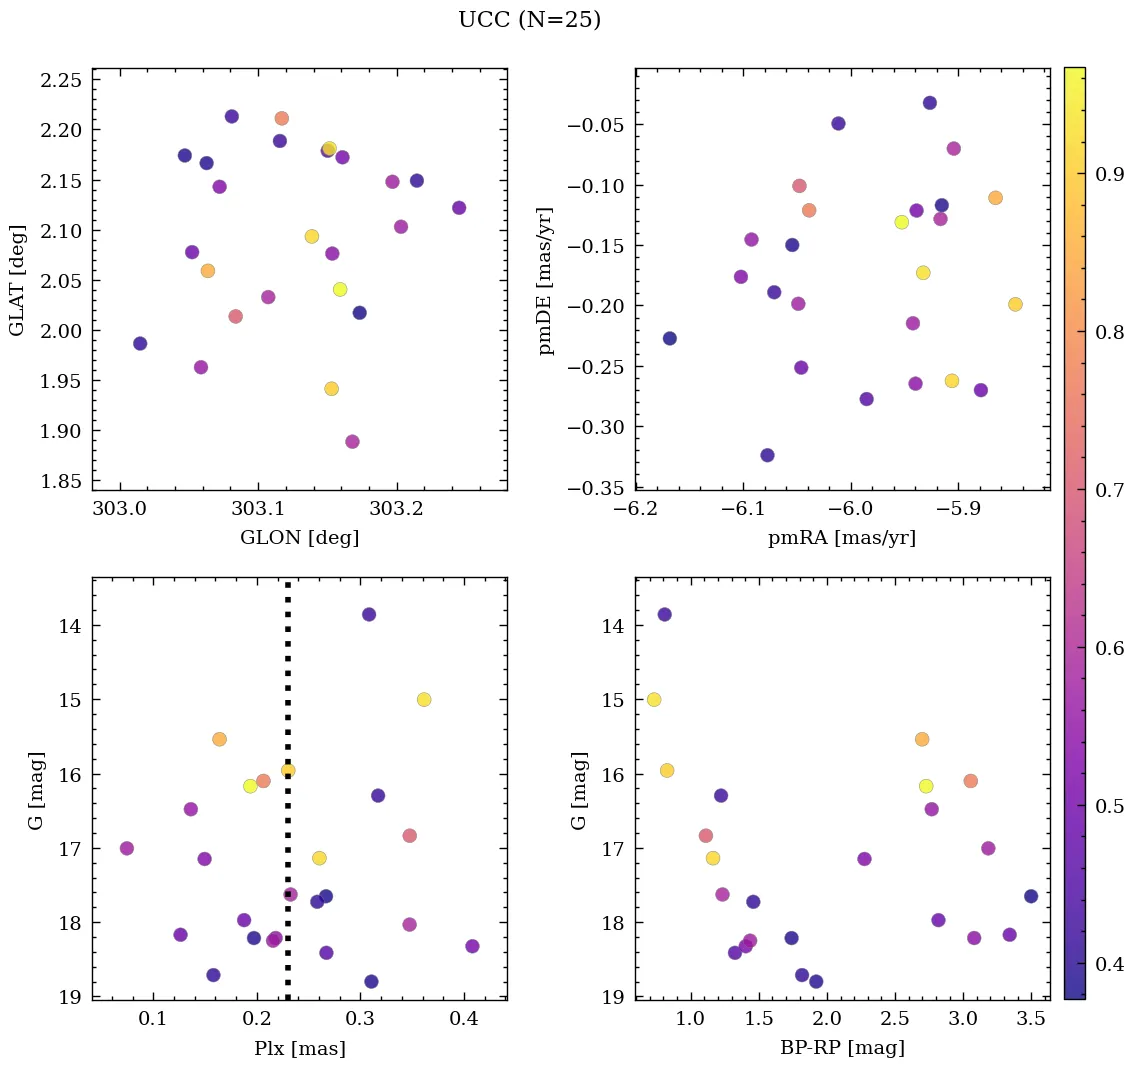 UCC (N=25)
2.25
2.20
2.15
2.10
2.05
2.00
1.95
1.90
1.85
GLAT [deg]
303.0 303.1 303.2
GLON [deg]
−0.05
−0.10
−0.15
−0.20
−0.25
−0.30
−0.35
pmDE [mas/yr]
−6.2 −6.1 −6.0 −5.9
pmRA [mas/yr]
14
15
16
17
18
19
G [mag]
0.1 0.2 0.3 0.4
Plx [mas]
14
15
16
17
18
19
G [mag]
1.0 1.5 2.0 2.5 3.0 3.5
BP-RP [mag]
0.9
0.8
0.7
0.6
0.5
0.4